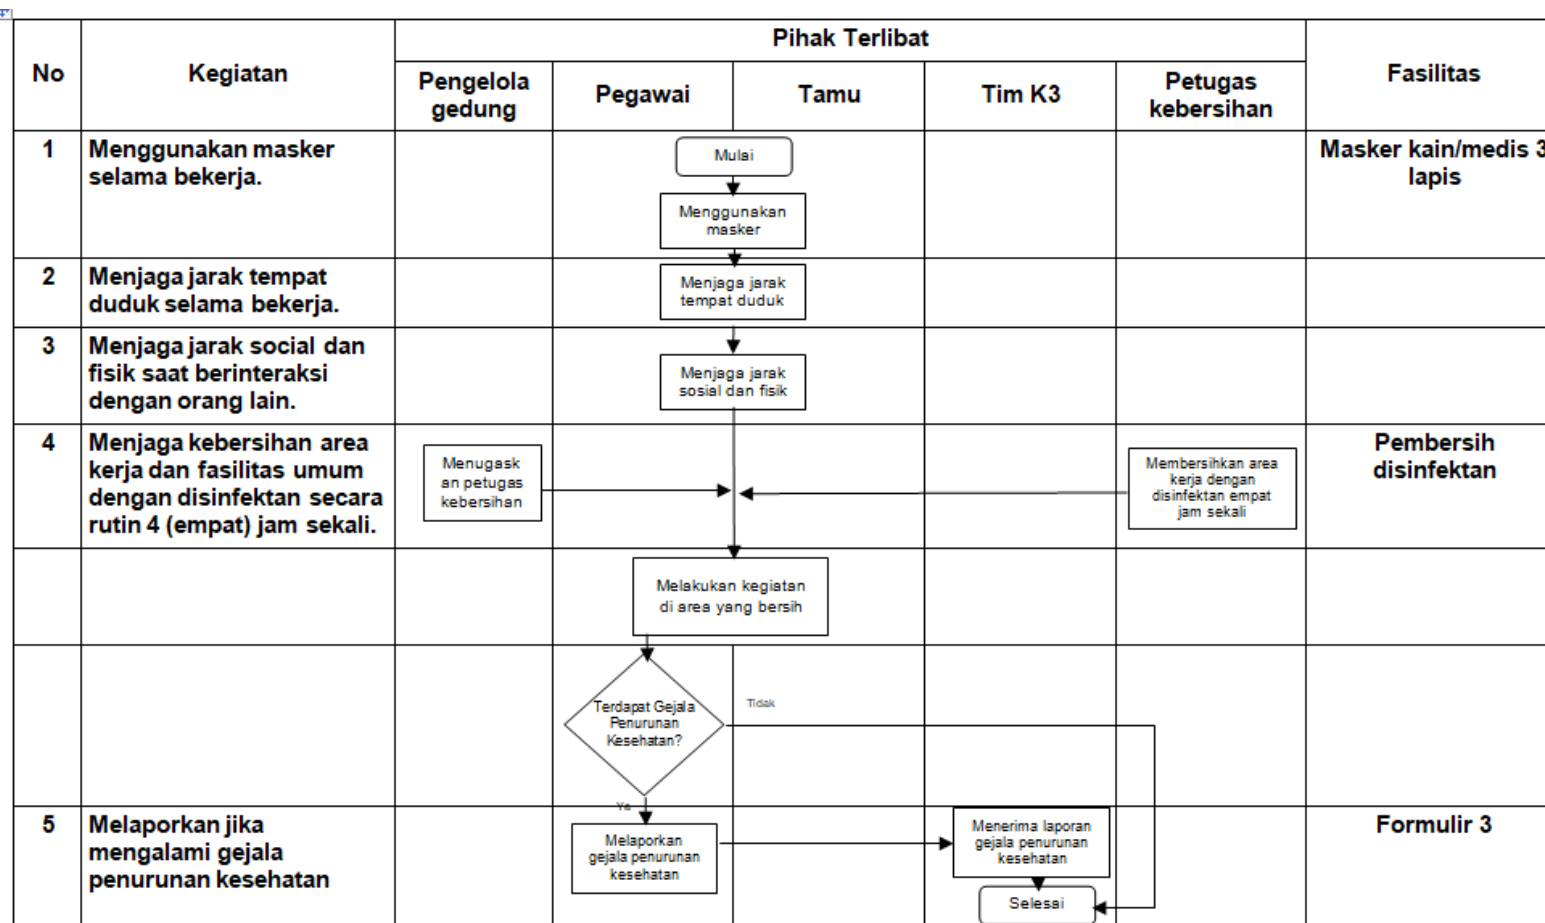 No
Kegiatan
Pihak Terlibat
Fasilitas
Pengelola
gedung
Pegawai
Tamu
Tim K3
Petugas
kebersihan
1
Menggunakan masker
selama bekerja.
Mulai
Menggunakan
masker
Masker kain/medis 3
lapis
2
Menjaga jarak tempat
duduk selama bekerja.
Menjaga jarak
tempat duduk
3
Menjaga jarak social dan
fisik saat berinteraksi
dengan orang lain.
Menjaga jarak
sosial dan fisik
4
Menjaga kebersihan area
kerja dan fasilitas umum
dengan disinfektan secara
rutin 4 (empat) jam sekali.
Menugask
an petugas
kebersihan
Membersihkan area
kerja dengan
disinfektan empat
jam sekali
Pembersih
disinfektan
Melakukan kegiatan
di area yang bersih
Terdapat Gejala
Penurunan
Kesehatan?
Tidak
Ya
5
Melaporkan jika
mengalami gejala
penurunan kesehatan
Melaporkan
gejala penurunan
kesehatan
Menerima laporan
gejala penurunan
kesehatan
Selesai
Formulir 3